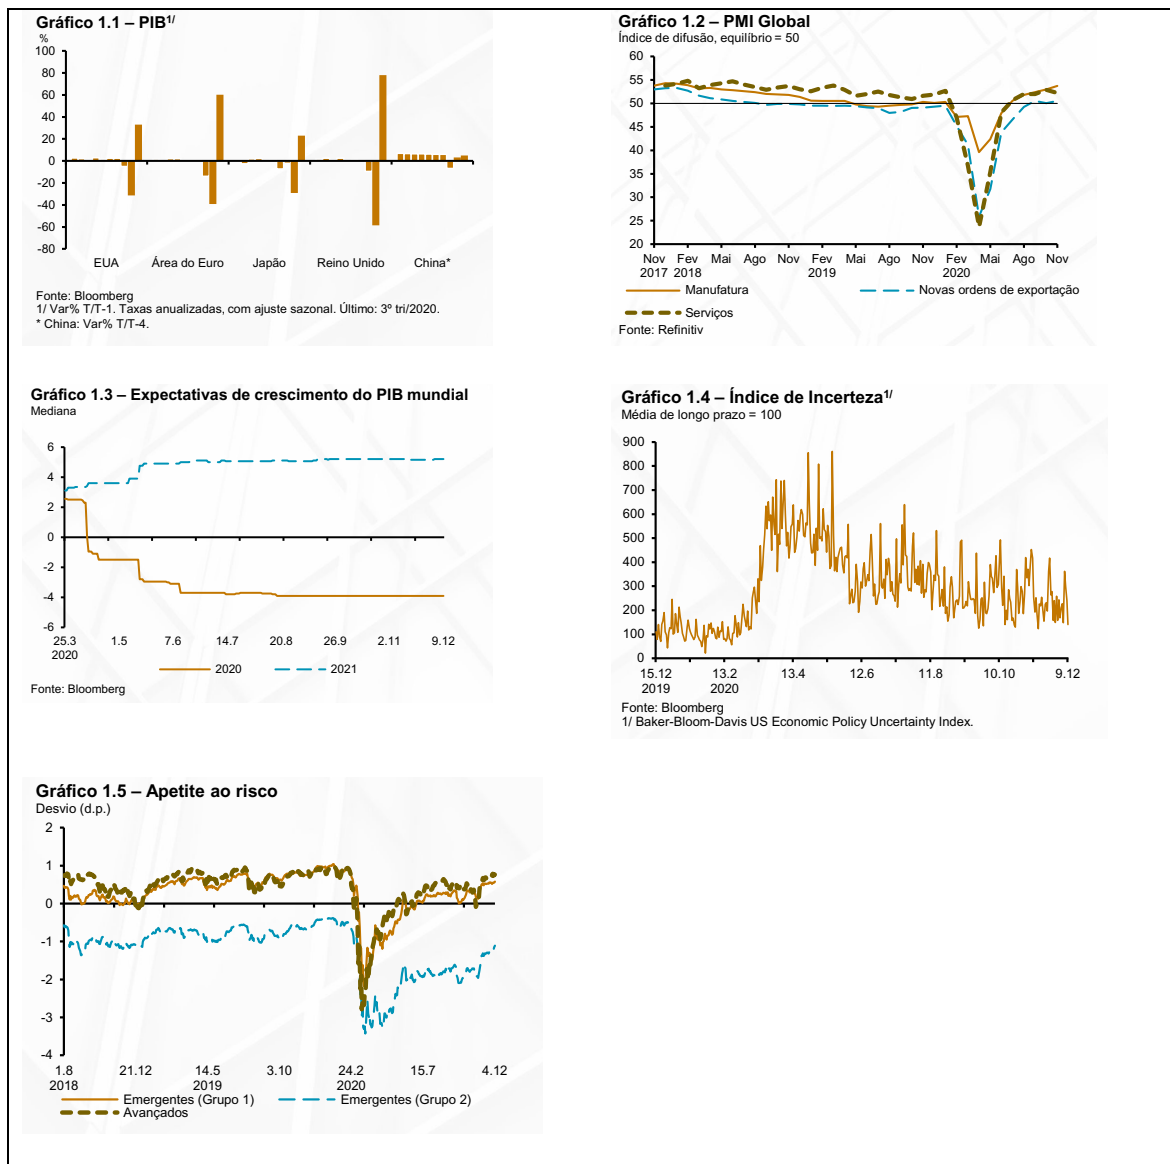 Gráfico 1.1 – PIB1/
%
100
80
60
40
20
0
-20
-40
-60
-80
EUA Área do Euro Japão Reino Unido China*
Fonte: Bloomberg
1/ Var% T/T-1. Taxas anualizadas, com ajuste sazonal. Último: 3º tri/2020.
* China: Var% T/T-4.
Gráfico 1.2 – PMI Global
Índice de difusão, equilíbrio = 50
60
55
50
45
40
35
30
25
20
Nov Fev Mai Ago Nov Fev Mai Ago Nov Fev Mai Ago Nov
2017 2018 2019 2020
Manufatura Novas ordens de exportação
Serviços
Fonte: Refinitiv
Gráfico 1.3 – Expectativas de crescimento do PIB mundial
Mediana
6
4
2
0
-2
-4
-6
25.3 1.5 7.6 14.7 20.8 26.9 2.11 9.12
2020
2020 2021
Fonte: Bloomberg
Gráfico 1.4 – Índice de Incerteza1/
Média de longo prazo = 100
900
800
700
600
500
400
300
200
100
0
15.12 13.2 13.4 12.6 11.8 10.10 9.12
2019 2020
Fonte: Bloomberg
1/ Baker-Bloom-Davis US Economic Policy Uncertainty Index.
Gráfico 1.5 – Apetite ao risco
Desvio (d.p.)
2
1
0
-1
-2
-3
-4
1.8 21.12 14.5 3.10 24.2 15.7 4.12
2018 2019 2020
Emergentes (Grupo 1) Emergentes (Grupo 2)
Avançados